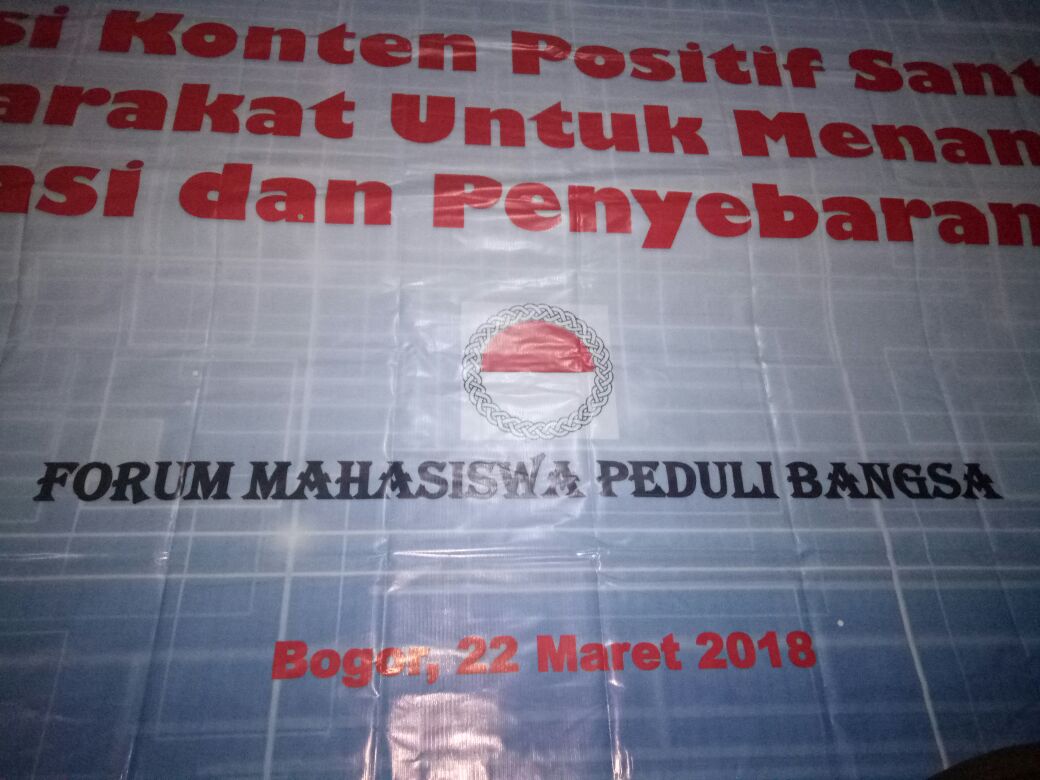 si Konten Positif Sant
arakat Untuk Menan
asi dan Penyebaran
FORUM MAHASISWA PEDULI BANGSA
Bogor, 22 Maret 2018